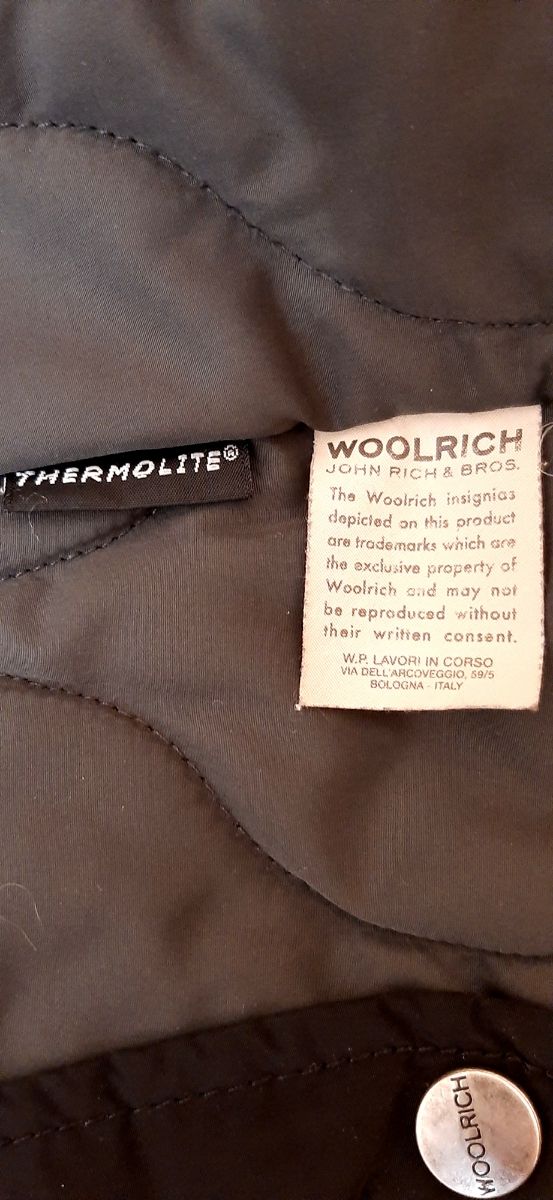 THERMOLITE®
WOOLRICH
JOHN RICH & BROS.
The Woolrich insignias
depicted on this product
are trademarks which are
the exclusive property of
Woolrich and may not
be reproduced without
their written consent.
W.P. LAVORI IN CORSO
VIA DELL'ARCOVEGGIO, 59/5
BOLOGNA - ITALY
WOOLRICH